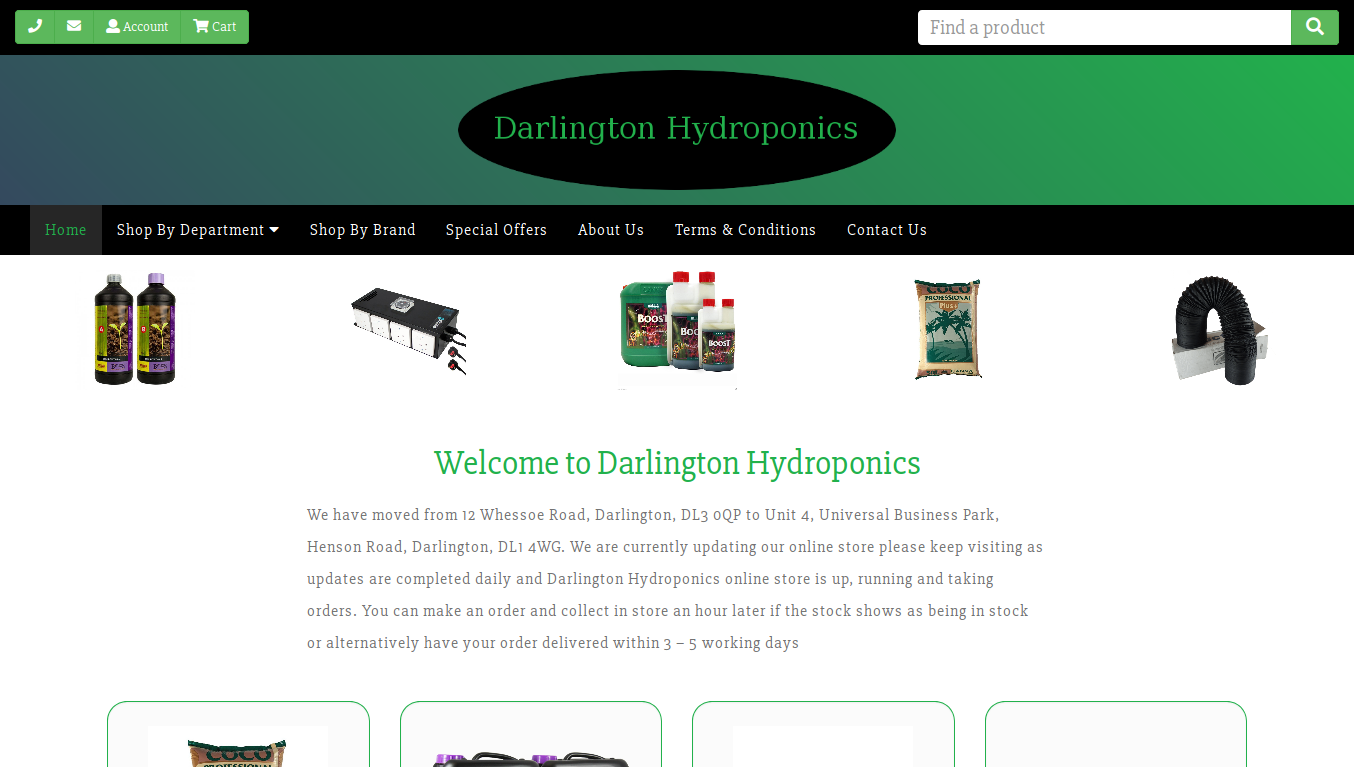 Account
Cart
Find a product
Darlington Hydroponics
Home
Shop By Department
Shop By Brand
Special Offers
About Us
Terms & Conditions
Contact Us
BOOST
BOOST
COCO
PROFESSIONAL
Plus+
Welcome to Darlington Hydroponics
We have moved from 12 Whessoe Road, Darlington, DL3 0QP to Unit 4, Universal Business Park,
Henson Road, Darlington, DL1 4WG. We are currently updating our online store please keep visiting as
updates are completed daily and Darlington Hydroponics online store is up, running and taking
orders. You can make an order and collect in store an hour later if the stock shows as being in stock
or alternatively have your order delivered within 3 – 5 working days
COCO
PROFESSIONAL